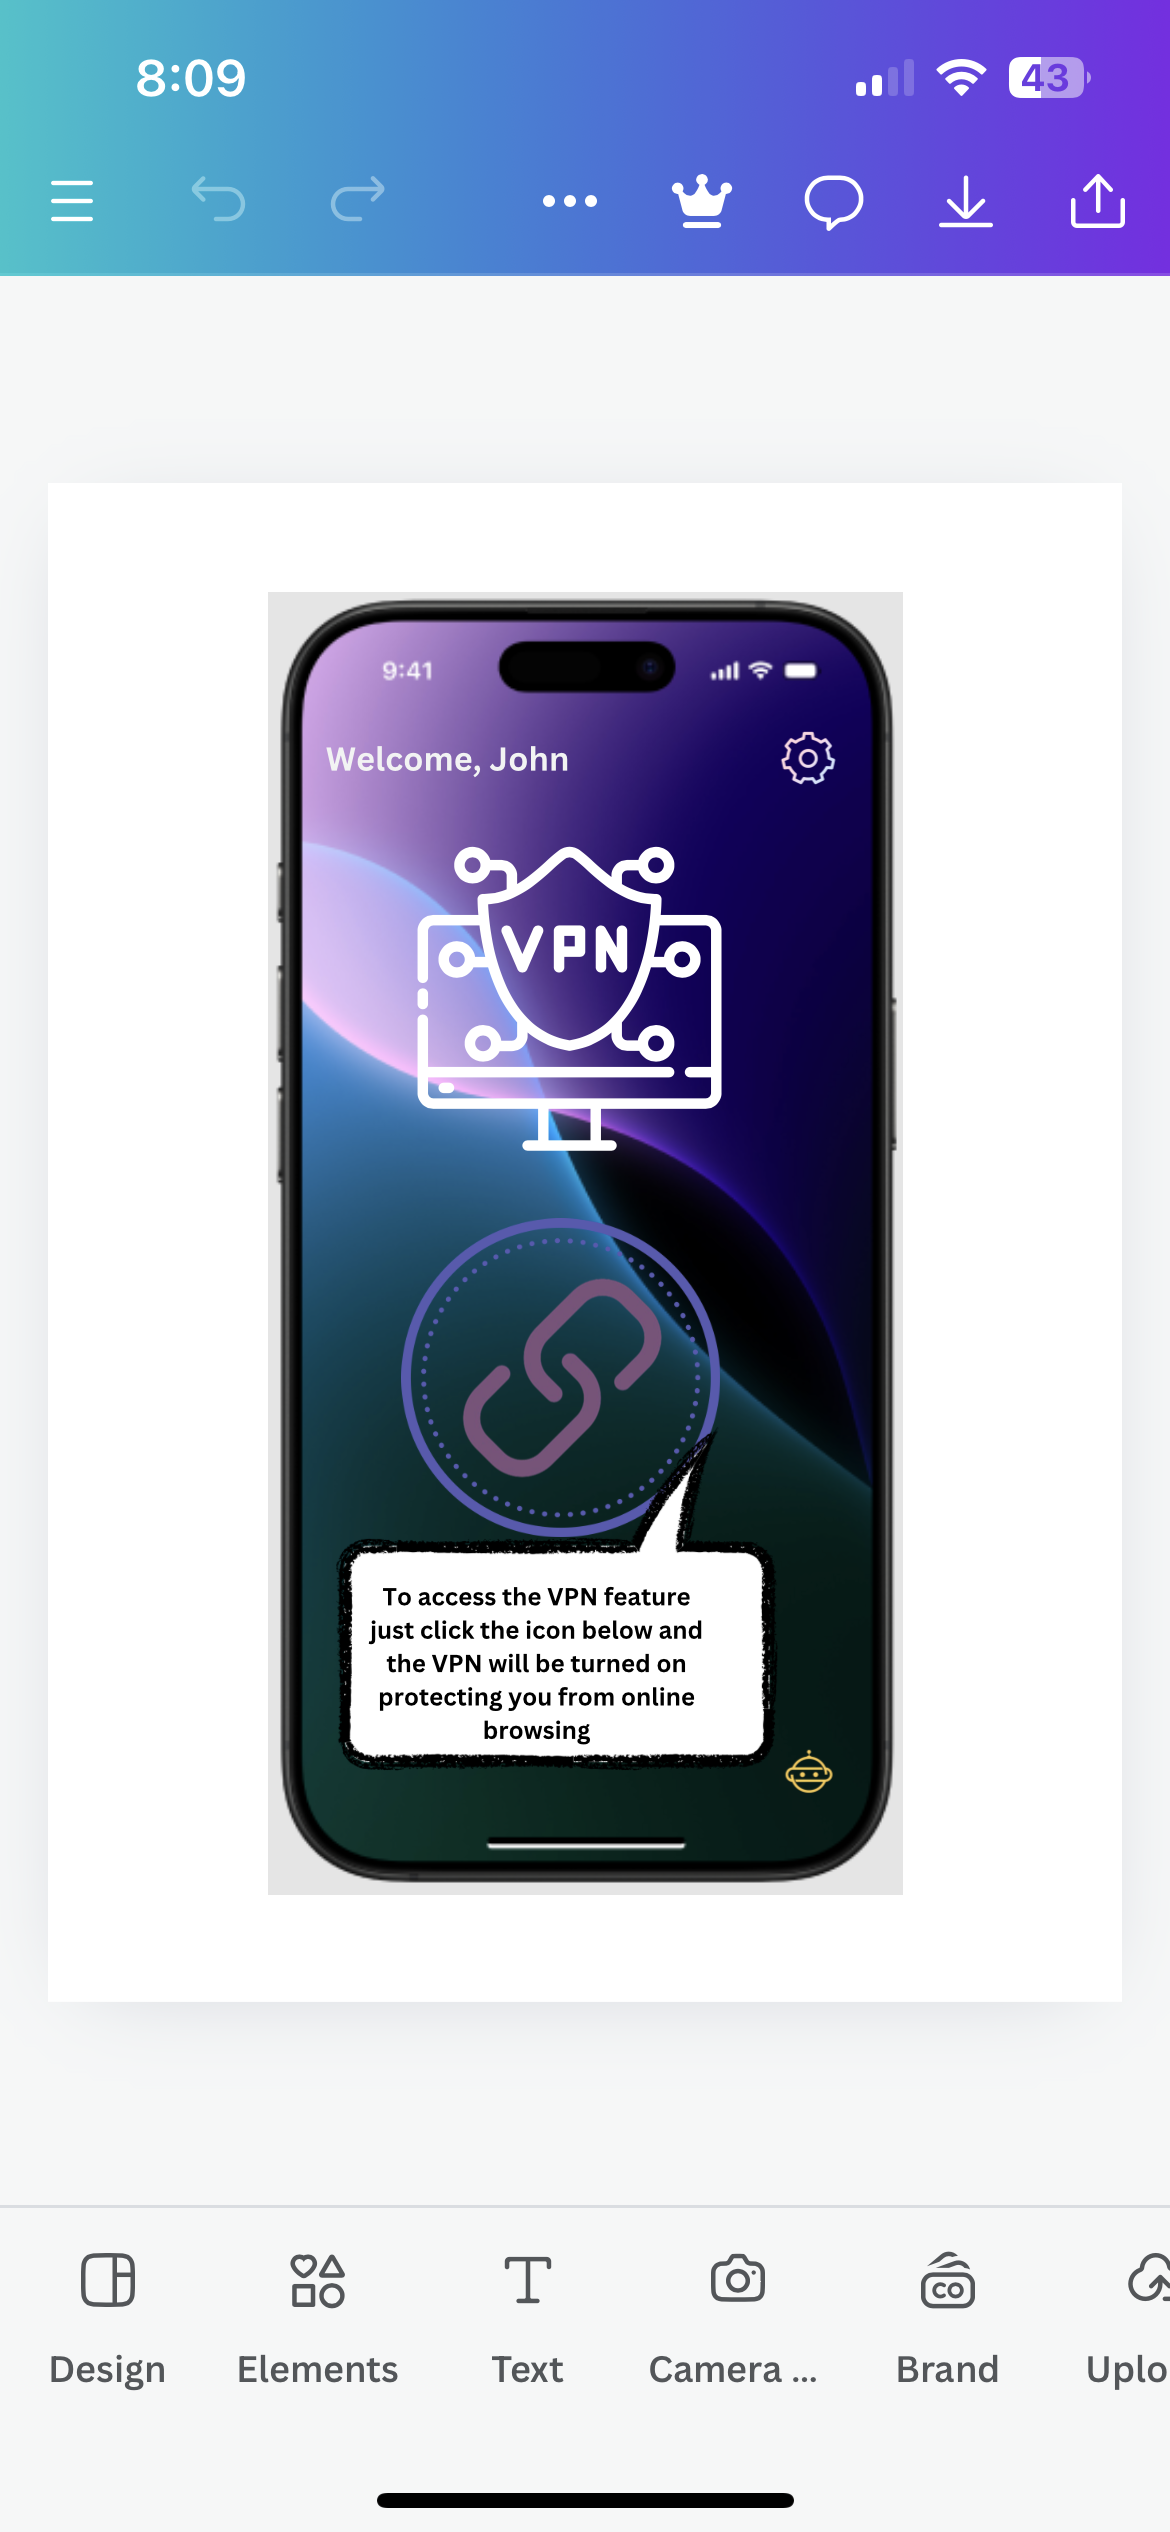 8:09
43
9:41
Welcome, John
VPN
To access the VPN feature
just click the icon below and
the VPN will be turned on
protecting you from online
browsing
CO
Design
Elements
Text
Camera ...
Brand
Uplo